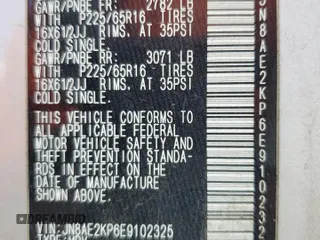 GAWR/PNBE FR: 2782 LB
WITH P225/65R16 TIRES
16X61/2JJ RIMS, AT 35PSI
COLD SINGLE.
GAWR/PNBE RR: 3071 LB
WITH P225/65R16 TIRES
16X61/2JJ RIMS, AT 35PSI
COLD SINGLE.
THIS VEHICLE CONFORMS TO
ALL APPLICABLE FEDERAL
MOTOR VEHICLE SAFETY AND
THEFT PREVENTION STANDA-
RDS IN EFFECT ON THE
DATE OF MANUFACTURE
SHOWN ABOVE.
VIN:JN8AE2KP6E9102325
JN8AE2KP6E910232
DREAMBID